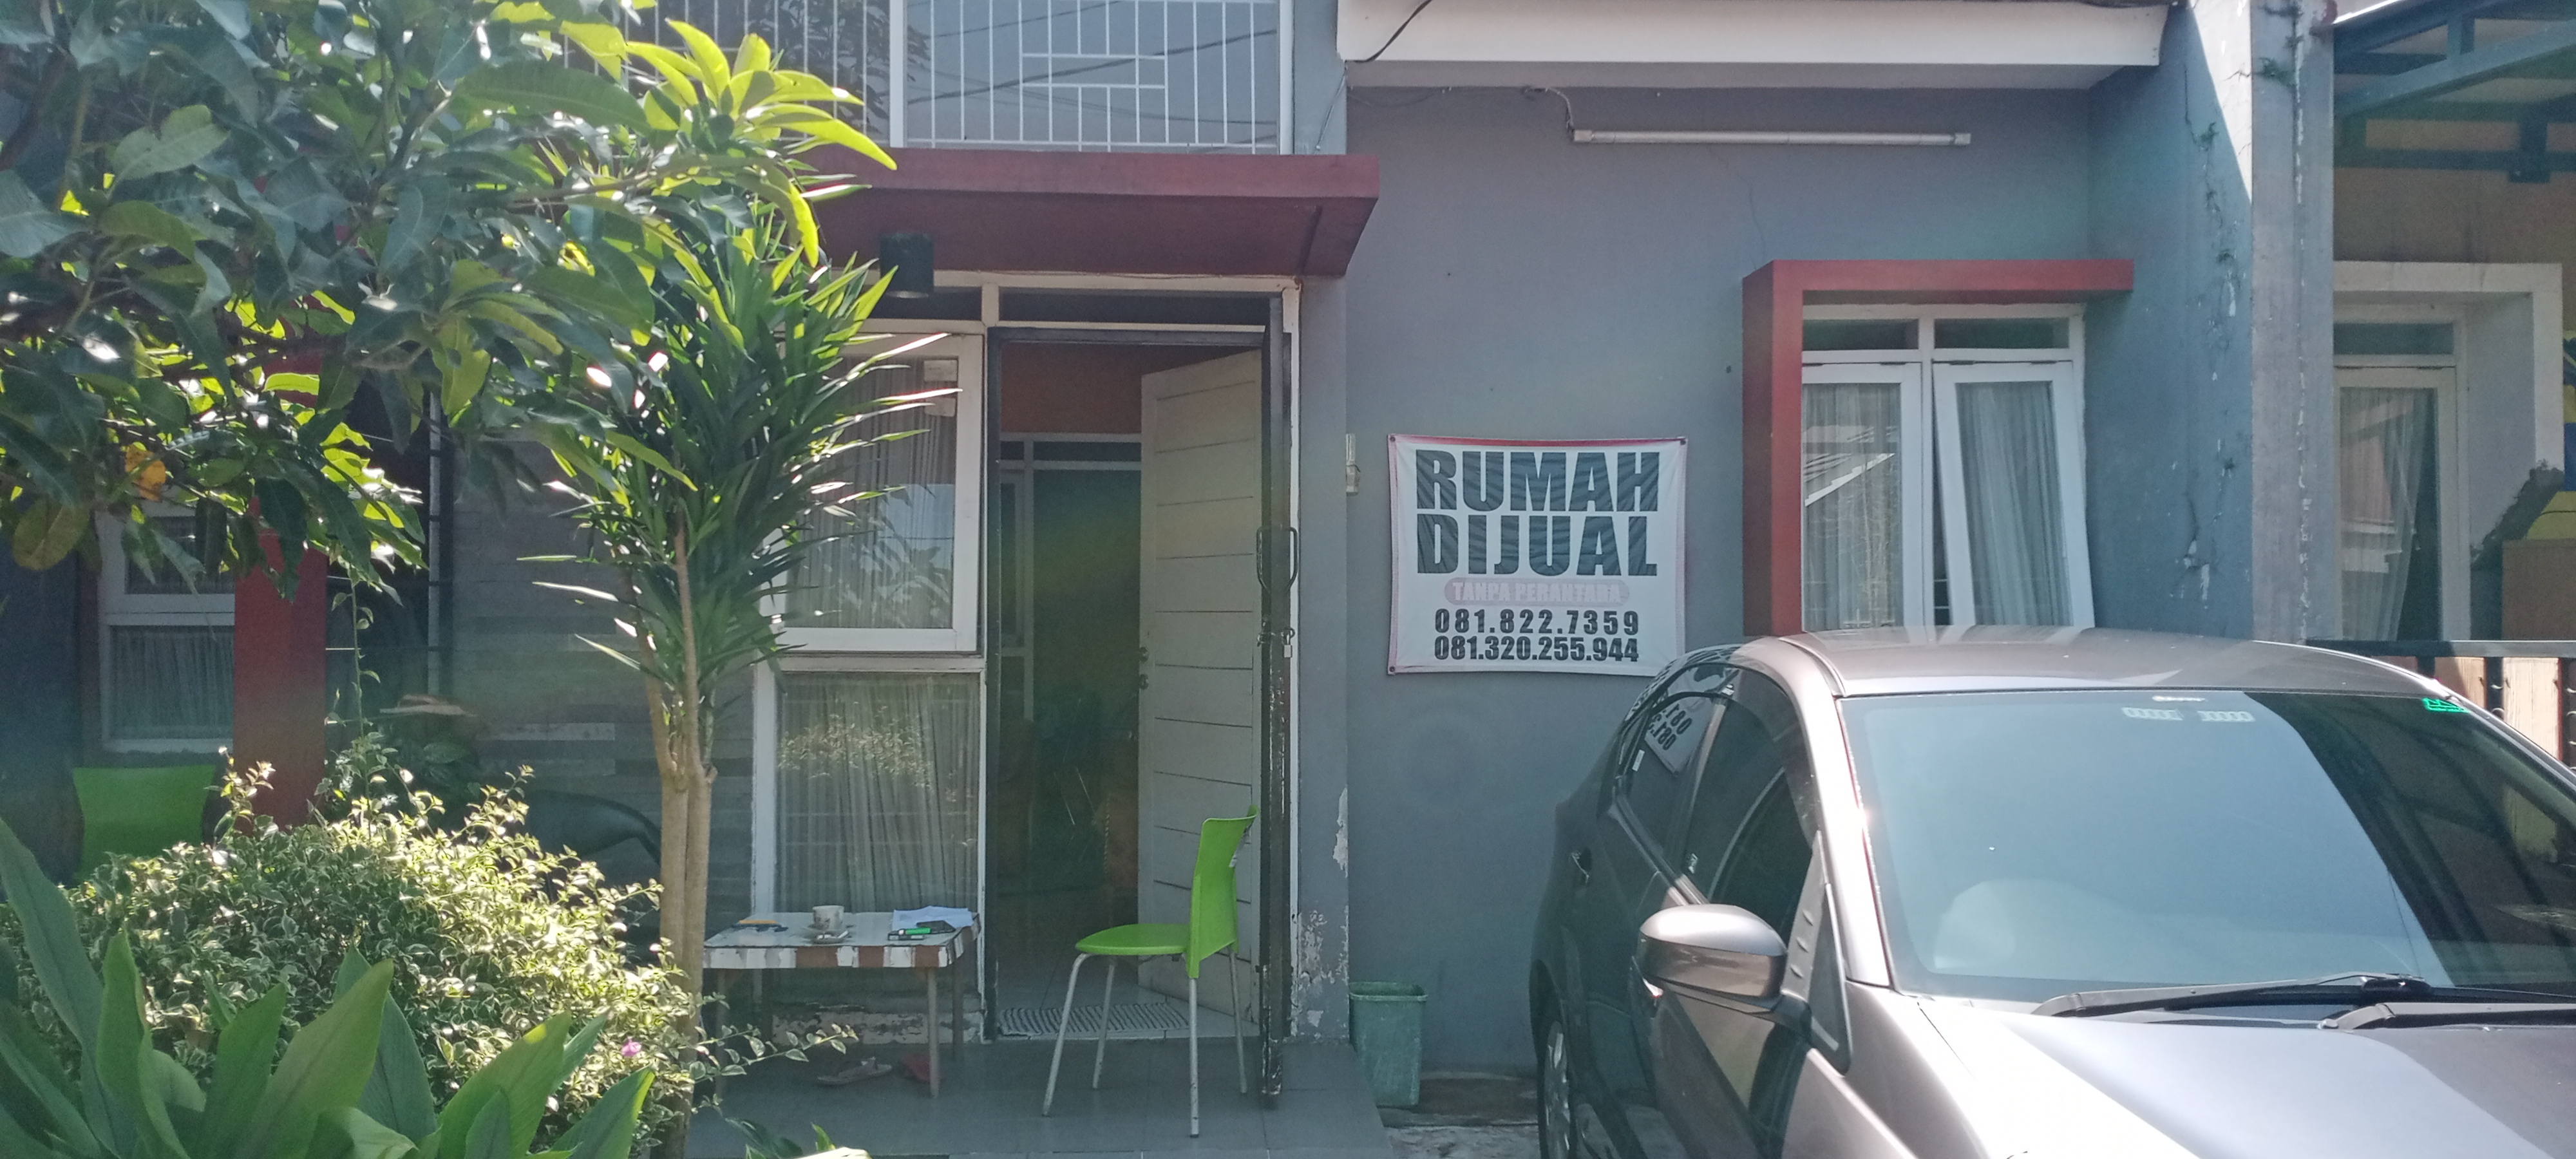 RUMAH
DIJUAL
TANPA PERANTARA
081.822.7359
081.320.255.944